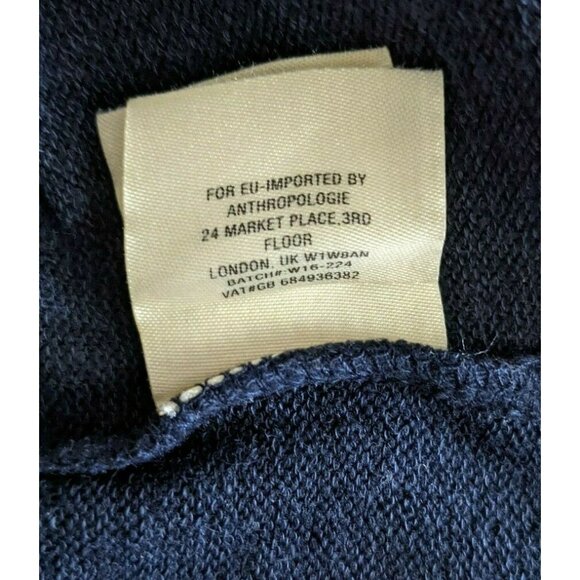 FOR EU-IMPORTED BY
ANTHROPOLOGIE
24 MARKET PLACE,3RD
FLOOR
LONDON, UK W1W8AN
BATCH#:W16-224
VAT#GB 684936382